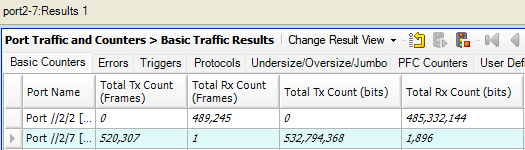 port2-7:Results 1
Port Traffic and Counters > Basic Traffic Results | Change Result View
Basic Counters Errors Triggers Protocols Undersize/Oversize/Jumbo PFC Counters User Defi
Port Name Total Tx Count (Frames) Total Rx Count (Frames) Total Tx Count (bits) Total Rx Count (bits)
Port //2/2 [... 0 489,245 0 485,332,144
Port //2/7 [... 520,307 1 532,794,368 1,896